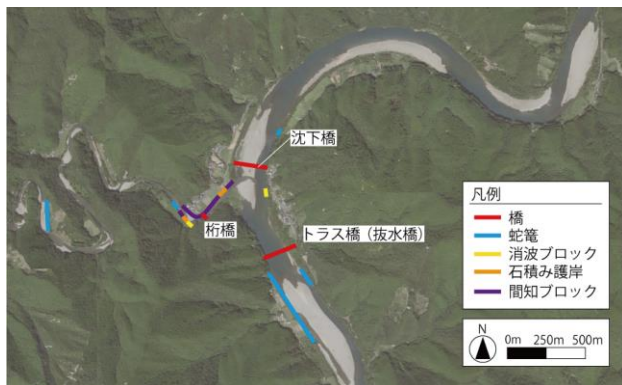 沈下橋
桁橋
トラス橋（抜水橋）
凡例
橋
蛇篭
消波ブロック
石積み護岸
間知ブロック
N
0m 250m 500m